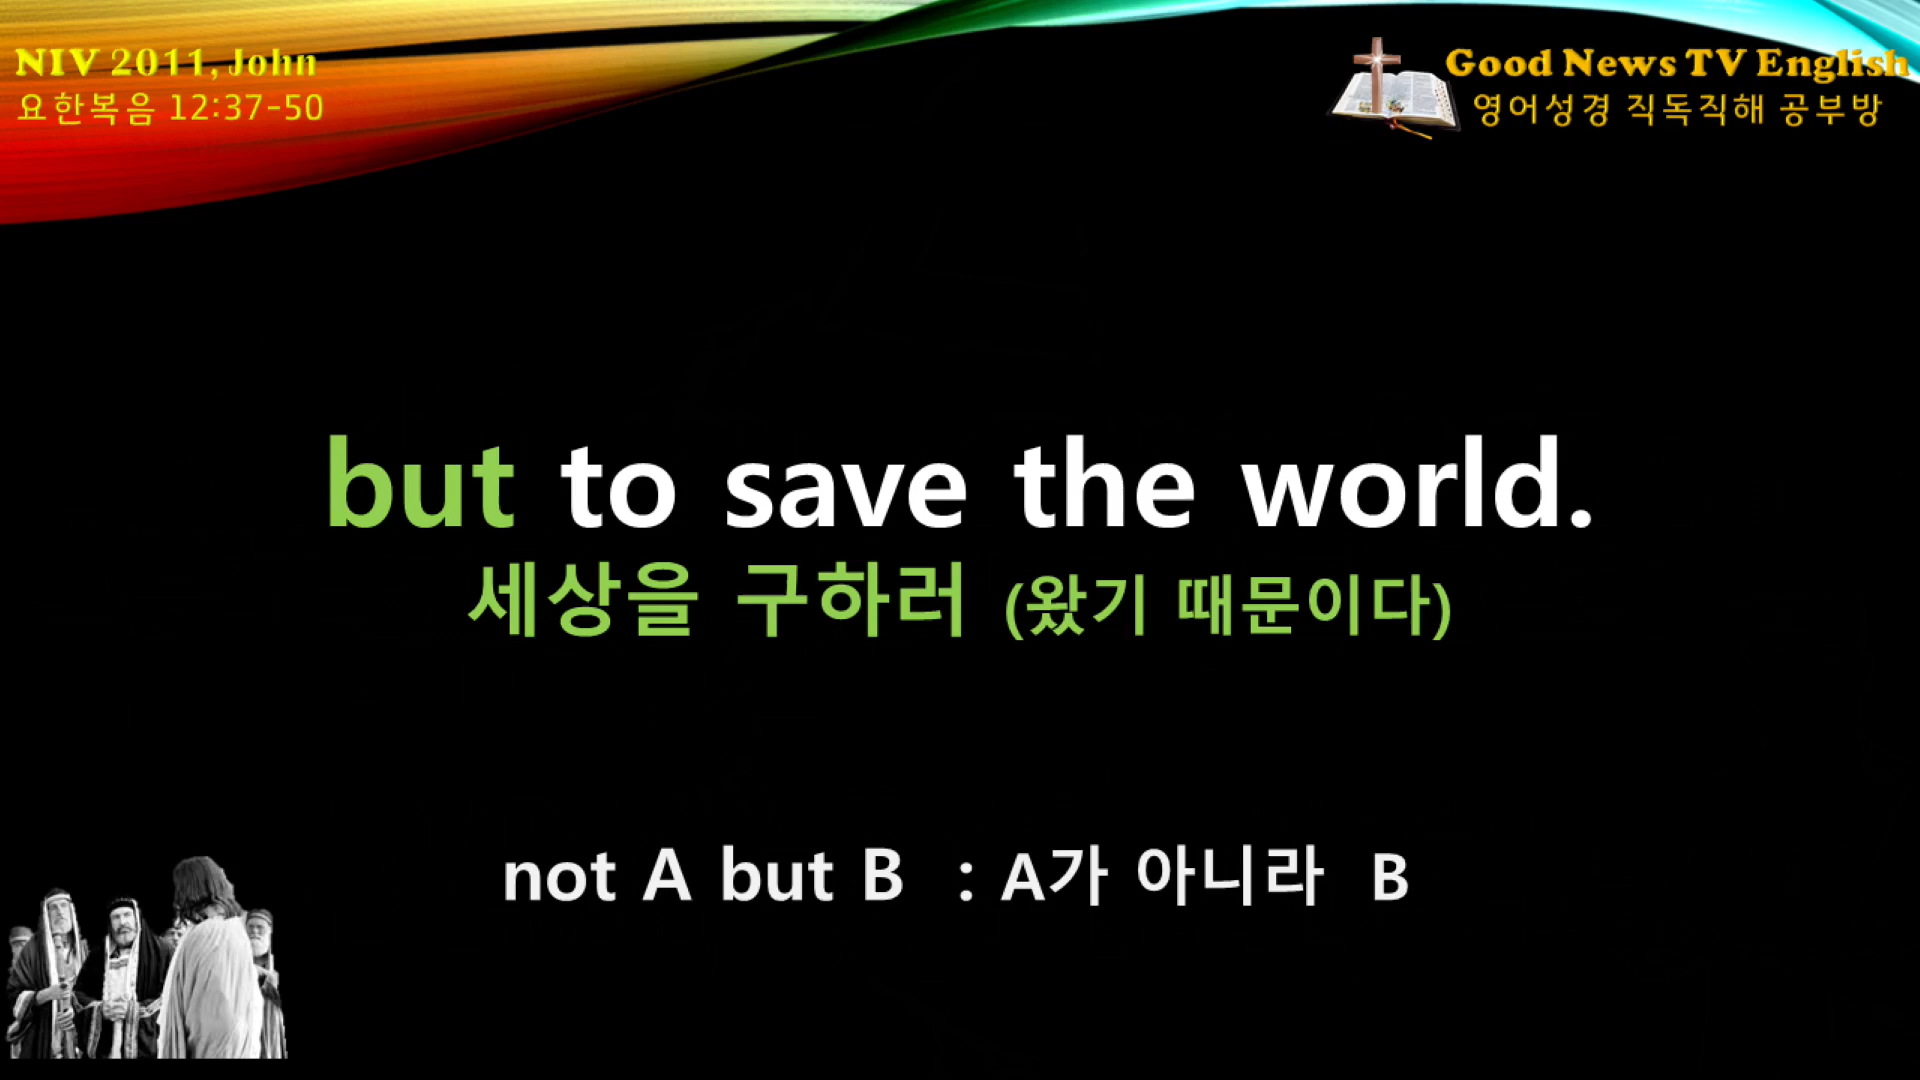 NIV 2011, John
요한복음 12:37-50
Good News TV English
영어성경 직독직해 공부방
but to save the world.
세상을 구하러 (왔기 때문이다)
not A but B : A가 아니라 B